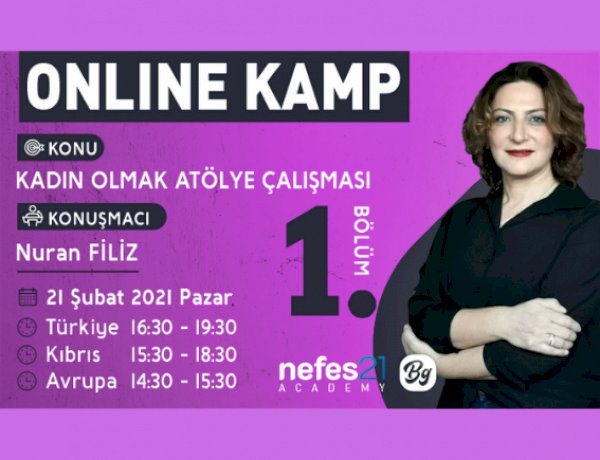 ONLINE KAMP
KONU
KADIN OLMAK ATÖLYE ÇALIŞMASI
KONUŞMACI
Nuran FİLİZ
1. BÖLÜM
21 Şubat 2021 Pazar
Türkiye 16:30 - 19:30
Kıbrıs 15:30 - 18:30
Avrupa 14:30 - 15:30
nefes21
ACADEMY
Bg